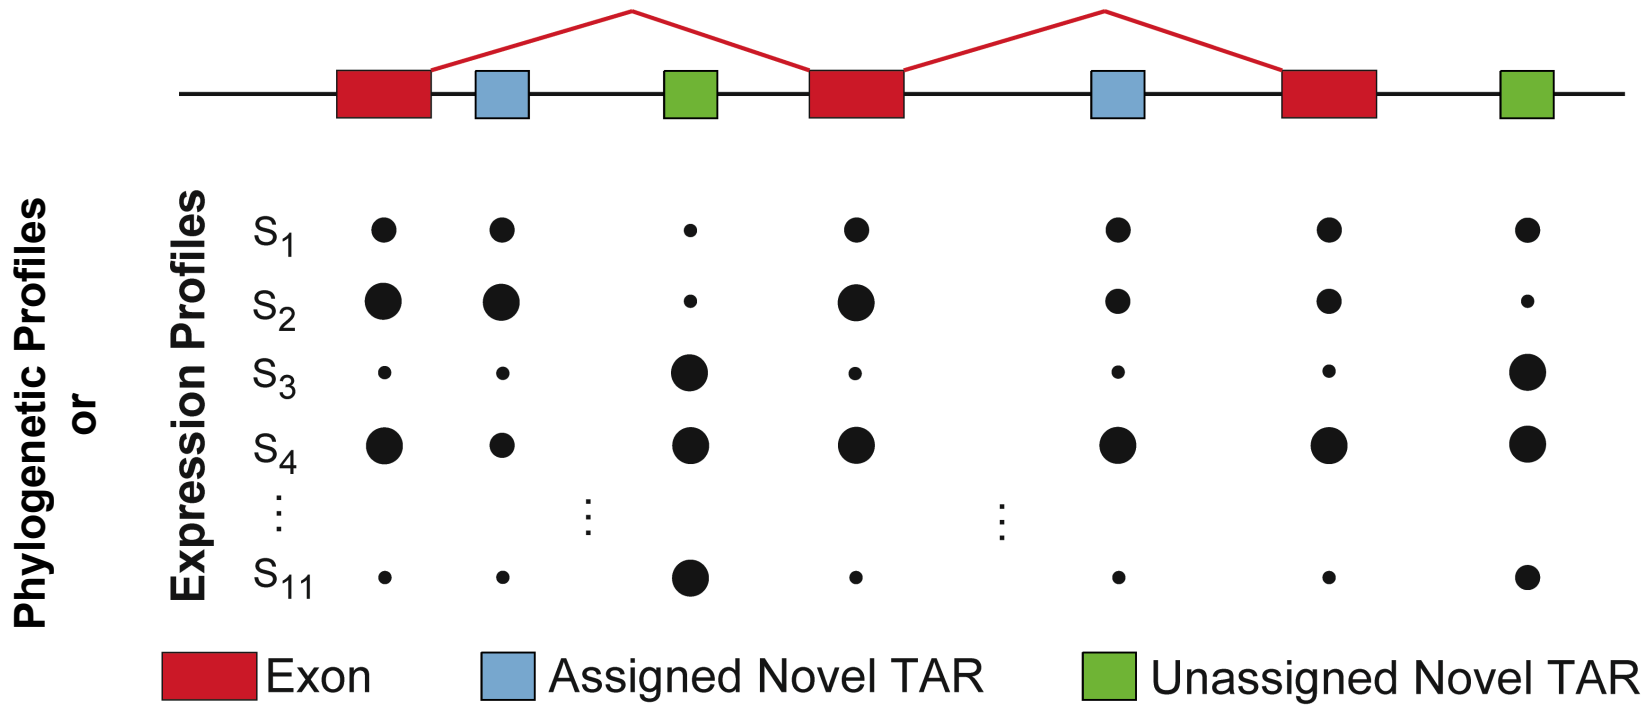 Phylogenetic Profiles
or
Expression Profiles
S1
S2
S3
S4
⋮ ⋮ ⋮
S11
Exon Assigned Novel TAR Unassigned Novel TAR